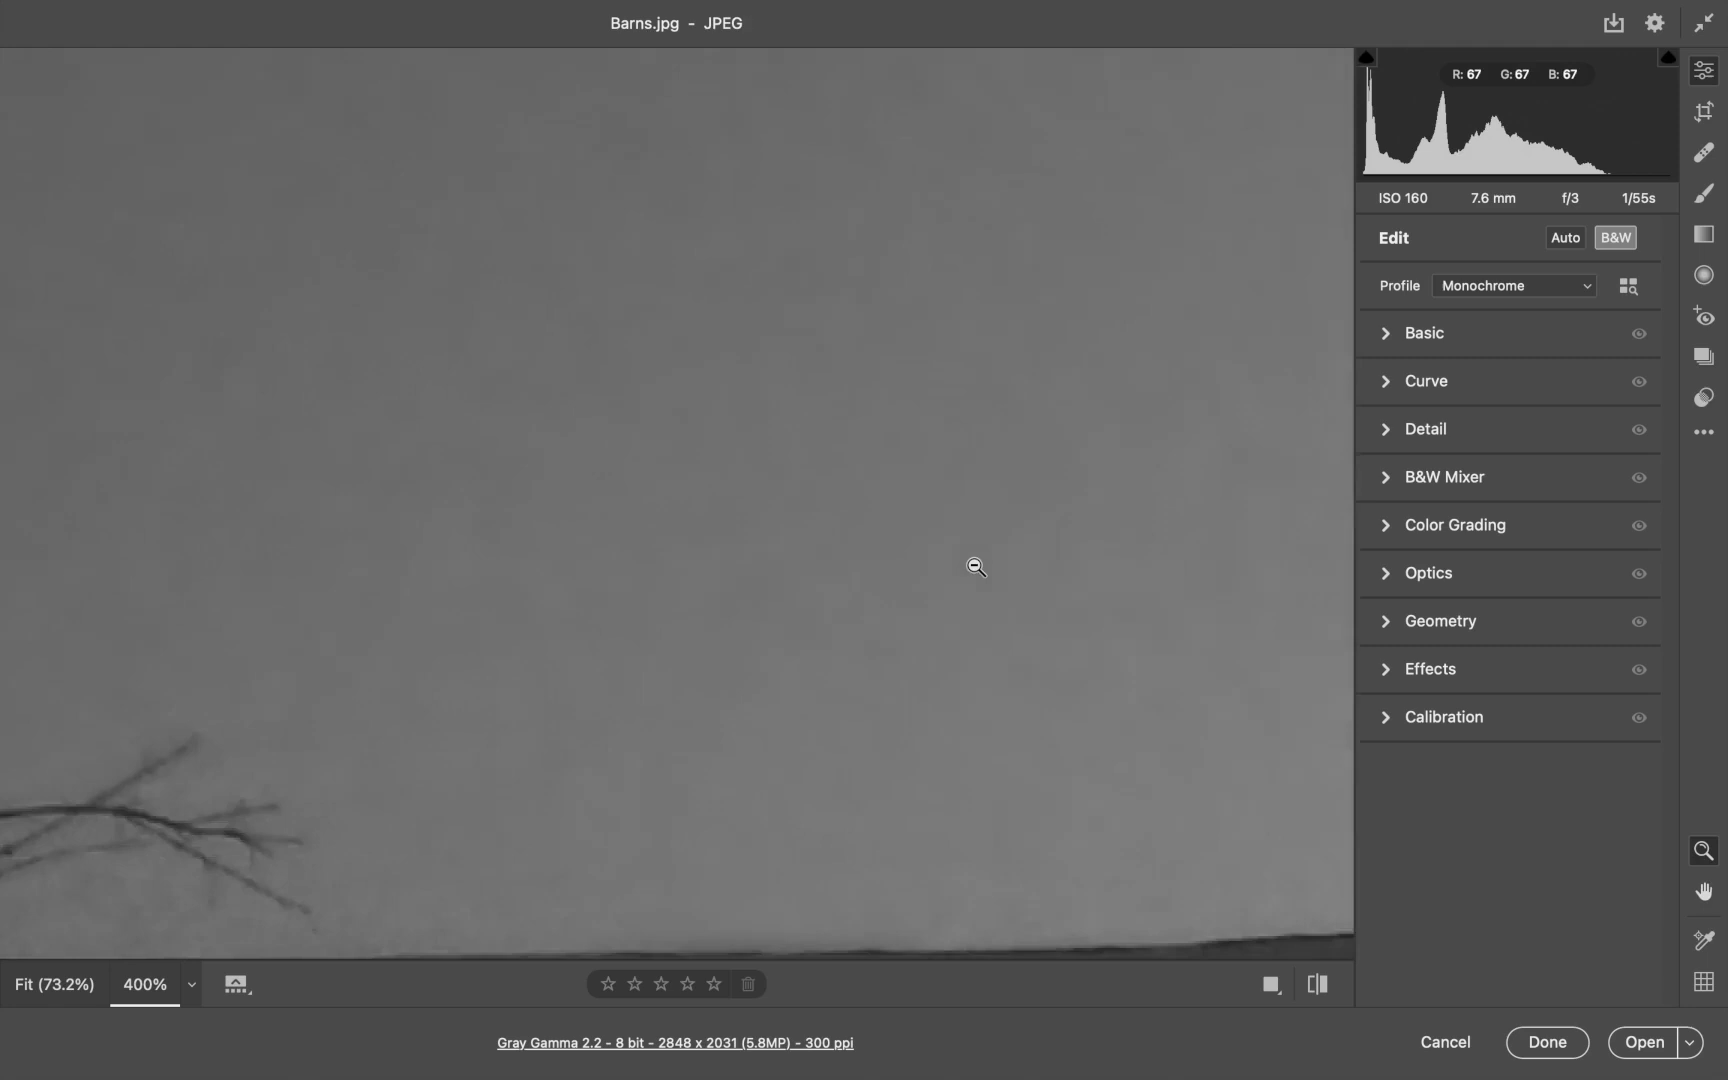 Barns.jpg - JPEG
R: 67 G: 67 B: 67
ISO 160 7.6 mm f/3 1/55s
Edit Auto B&W
Profile Monochrome
Basic
Curve
Detail
B&W Mixer
Color Grading
Optics
Geometry
Effects
Calibration
Fit (73.2%) 400%
Gray Gamma 2.2 - 8 bit - 2848 x 2031 (5.8MP) - 300 ppi
Cancel Done Open